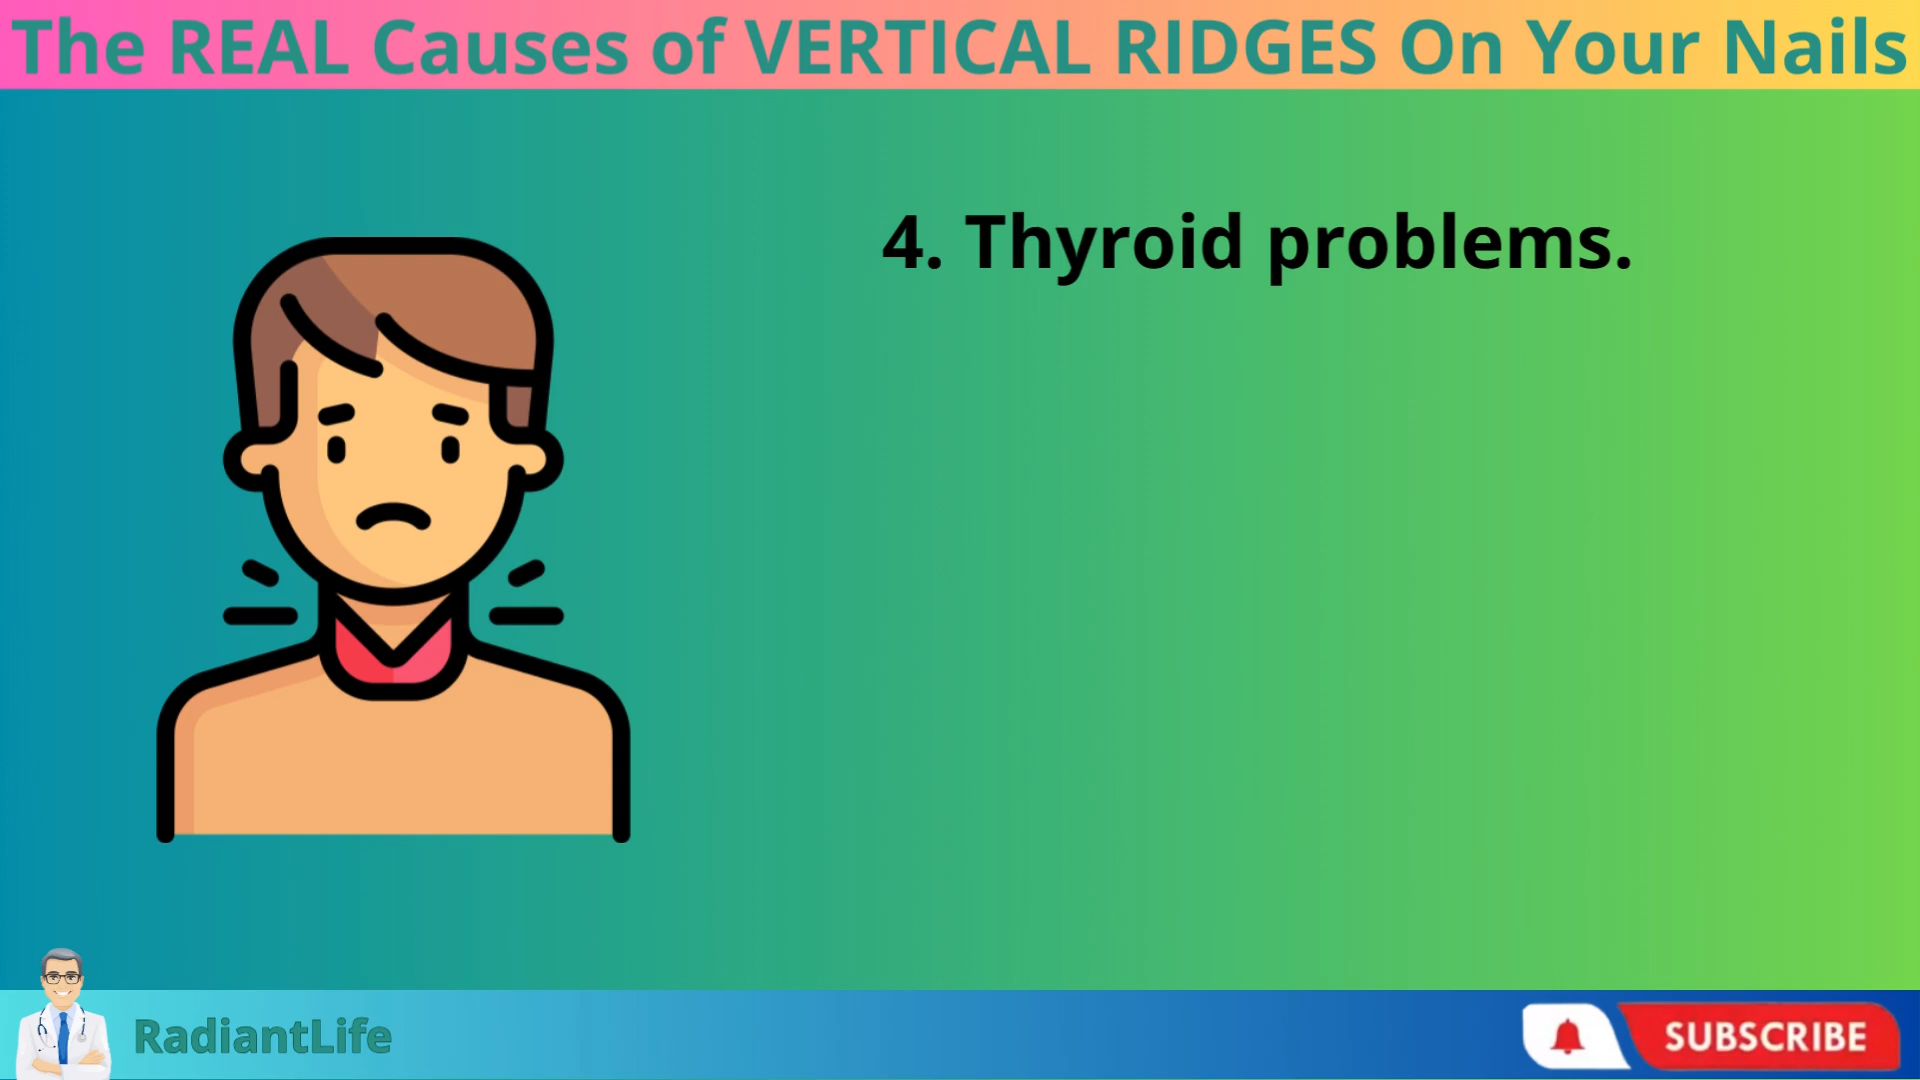 The REAL Causes of VERTICAL RIDGES On Your Nails
4. Thyroid problems.
RadiantLife
SUBSCRIBE